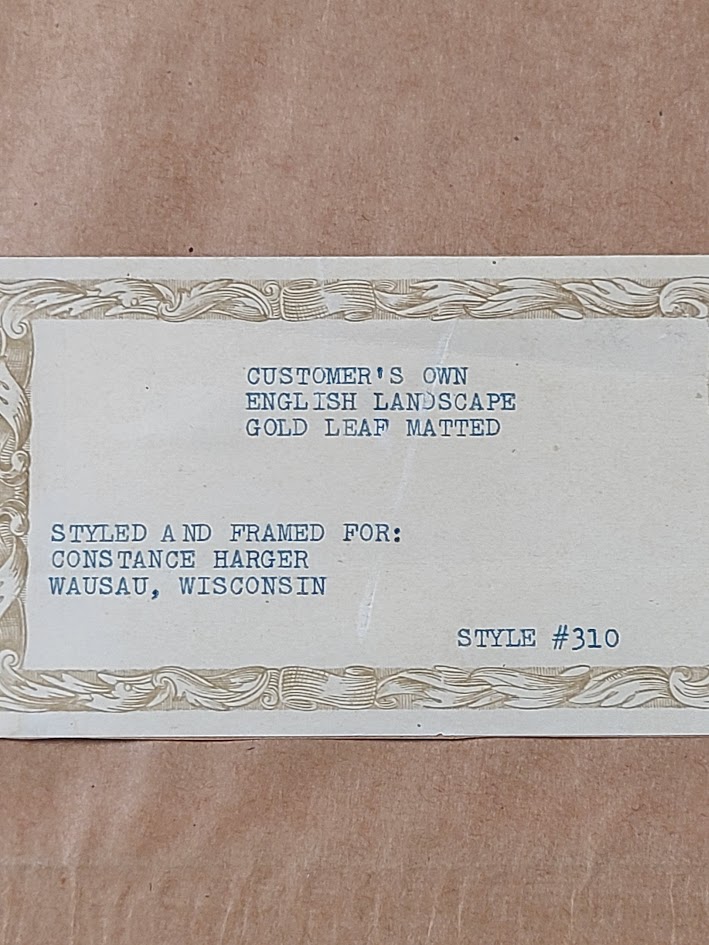 CUSTOMER'S OWN
ENGLISH LANDSCAPE
GOLD LEAF MATTED
STYLED AND FRAMED FOR:
CONSTANCE HARGER
WAUSAU, WISCONSIN
STYLE #310